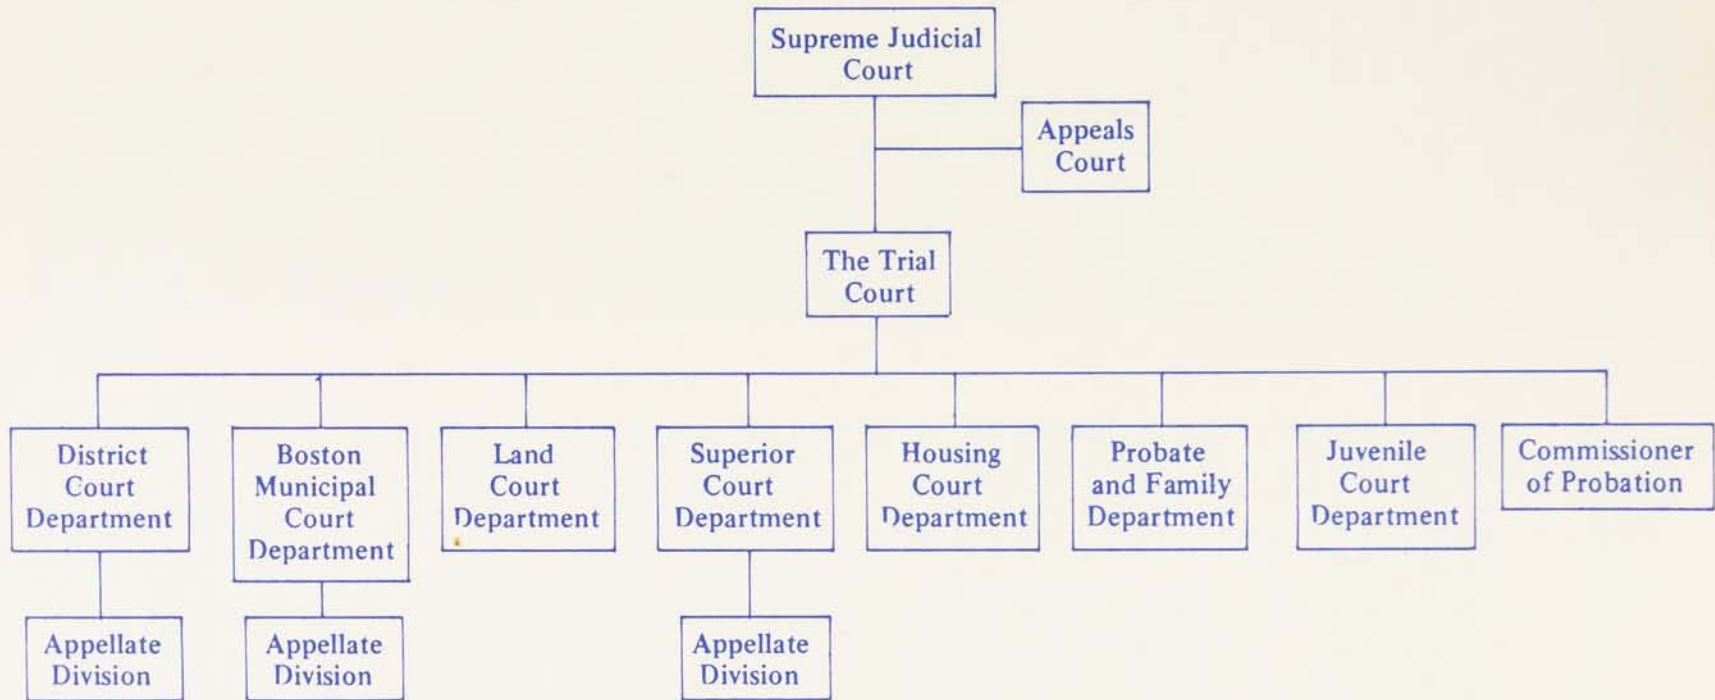 Supreme Judicial
Court
Appeals
Court
The Trial
Court
District
Court
Department
Boston
Municipal
Court
Department
Land
Court
Department
Superior
Court
Department
Housing
Court
Department
Probate
and Family
Department
Juvenile
Court
Department
Commissioner
of Probation
Appellate
Division
Appellate
Division
Appellate
Division